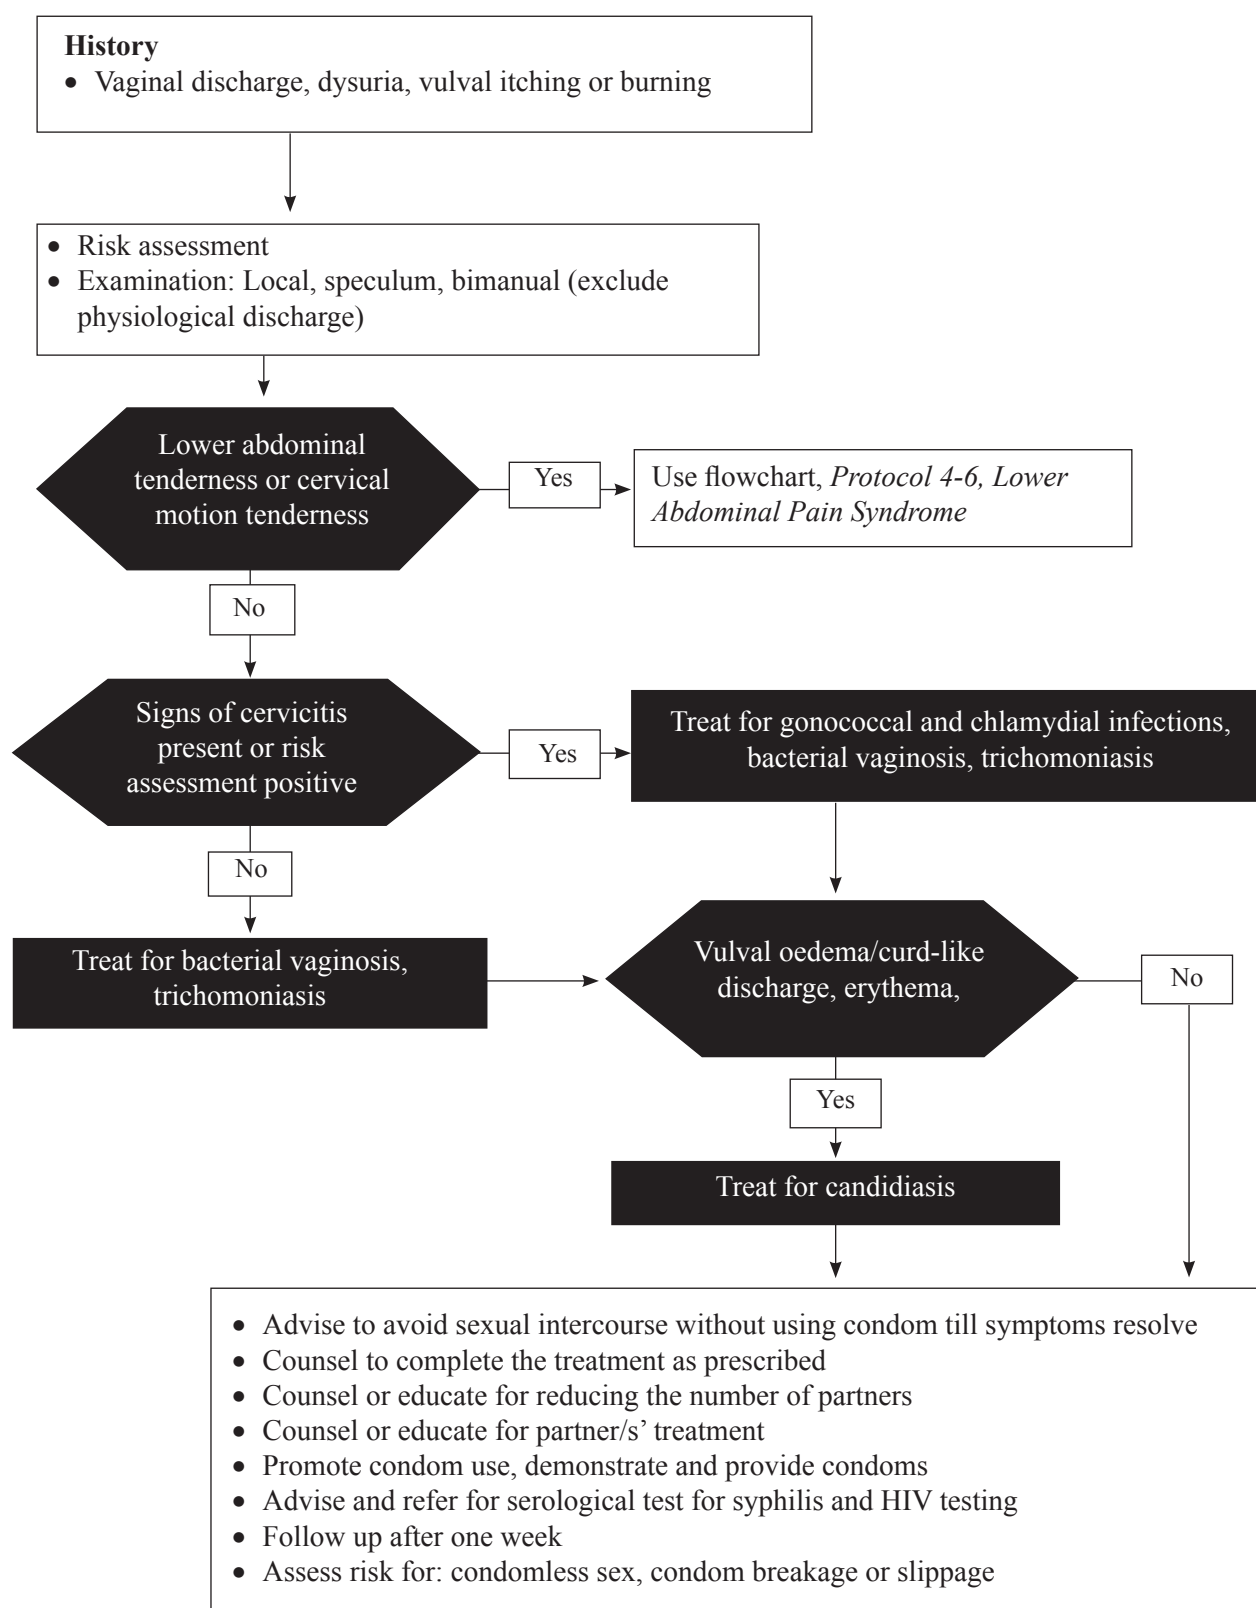 History
• Vaginal discharge, dysuria, vulval itching or burning
• Risk assessment
• Examination: Local, speculum, bimanual (exclude
physiological discharge)
Lower abdominal
tenderness or cervical
motion tenderness
Yes
Use flowchart, Protocol 4-6, Lower
Abdominal Pain Syndrome
No
Signs of cervicitis
present or risk
assessment positive
Yes
Treat for gonococcal and chlamydial infections,
bacterial vaginosis, trichomoniasis
No
Treat for bacterial vaginosis,
trichomoniasis
Vulval oedema/curd-like
discharge, erythema,
No
Yes
Treat for candidiasis
• Advise to avoid sexual intercourse without using condom till symptoms resolve
• Counsel to complete the treatment as prescribed
• Counsel or educate for reducing the number of partners
• Counsel or educate for partner/s’ treatment
• Promote condom use, demonstrate and provide condoms
• Advise and refer for serological test for syphilis and HIV testing
• Follow up after one week
• Assess risk for: condomless sex, condom breakage or slippage